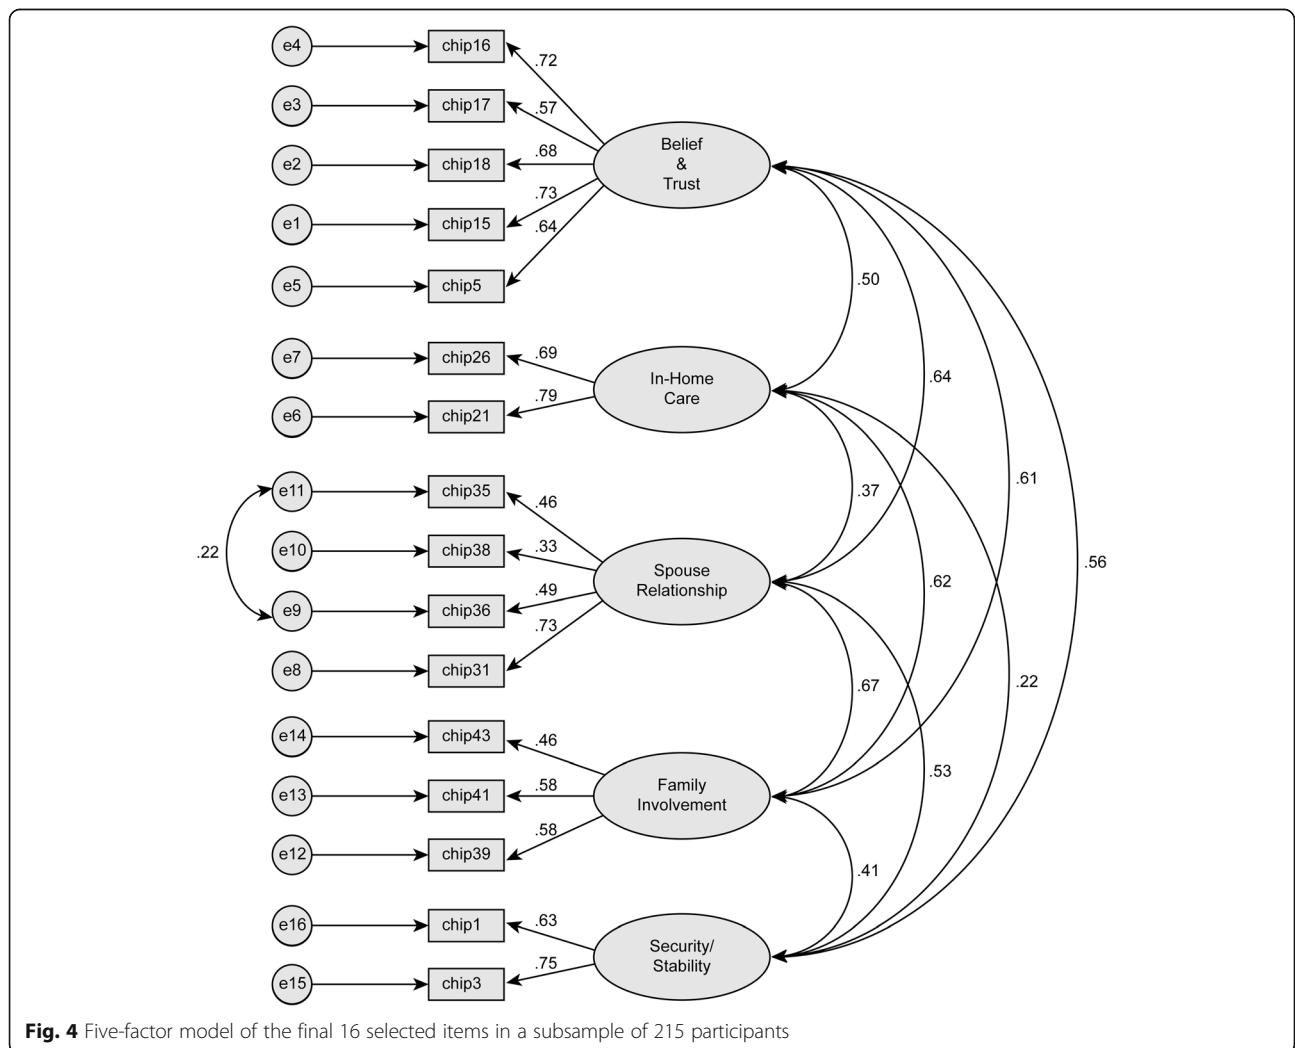 e4 chip16 .72
e3 chip17 .57
e2 chip18 .68
e1 chip15 .73
e5 chip5 .64
Belief
&
Trust
.50
e7 chip26 .69
e6 chip21 .79
In-Home
Care
.64
.61
.56
e11 chip35 .46
e10 chip38 .33
e9 chip36 .49
e8 chip31 .73
.22
Spouse
Relationship
.37
.62
.22
e14 chip43 .46
e13 chip41 .58
e12 chip39 .58
Family
Involvement
.67
.53
e16 chip1 .63
e15 chip3 .75
Security/
Stability
.41
Fig. 4 Five-factor model of the final 16 selected items in a subsample of 215 participants